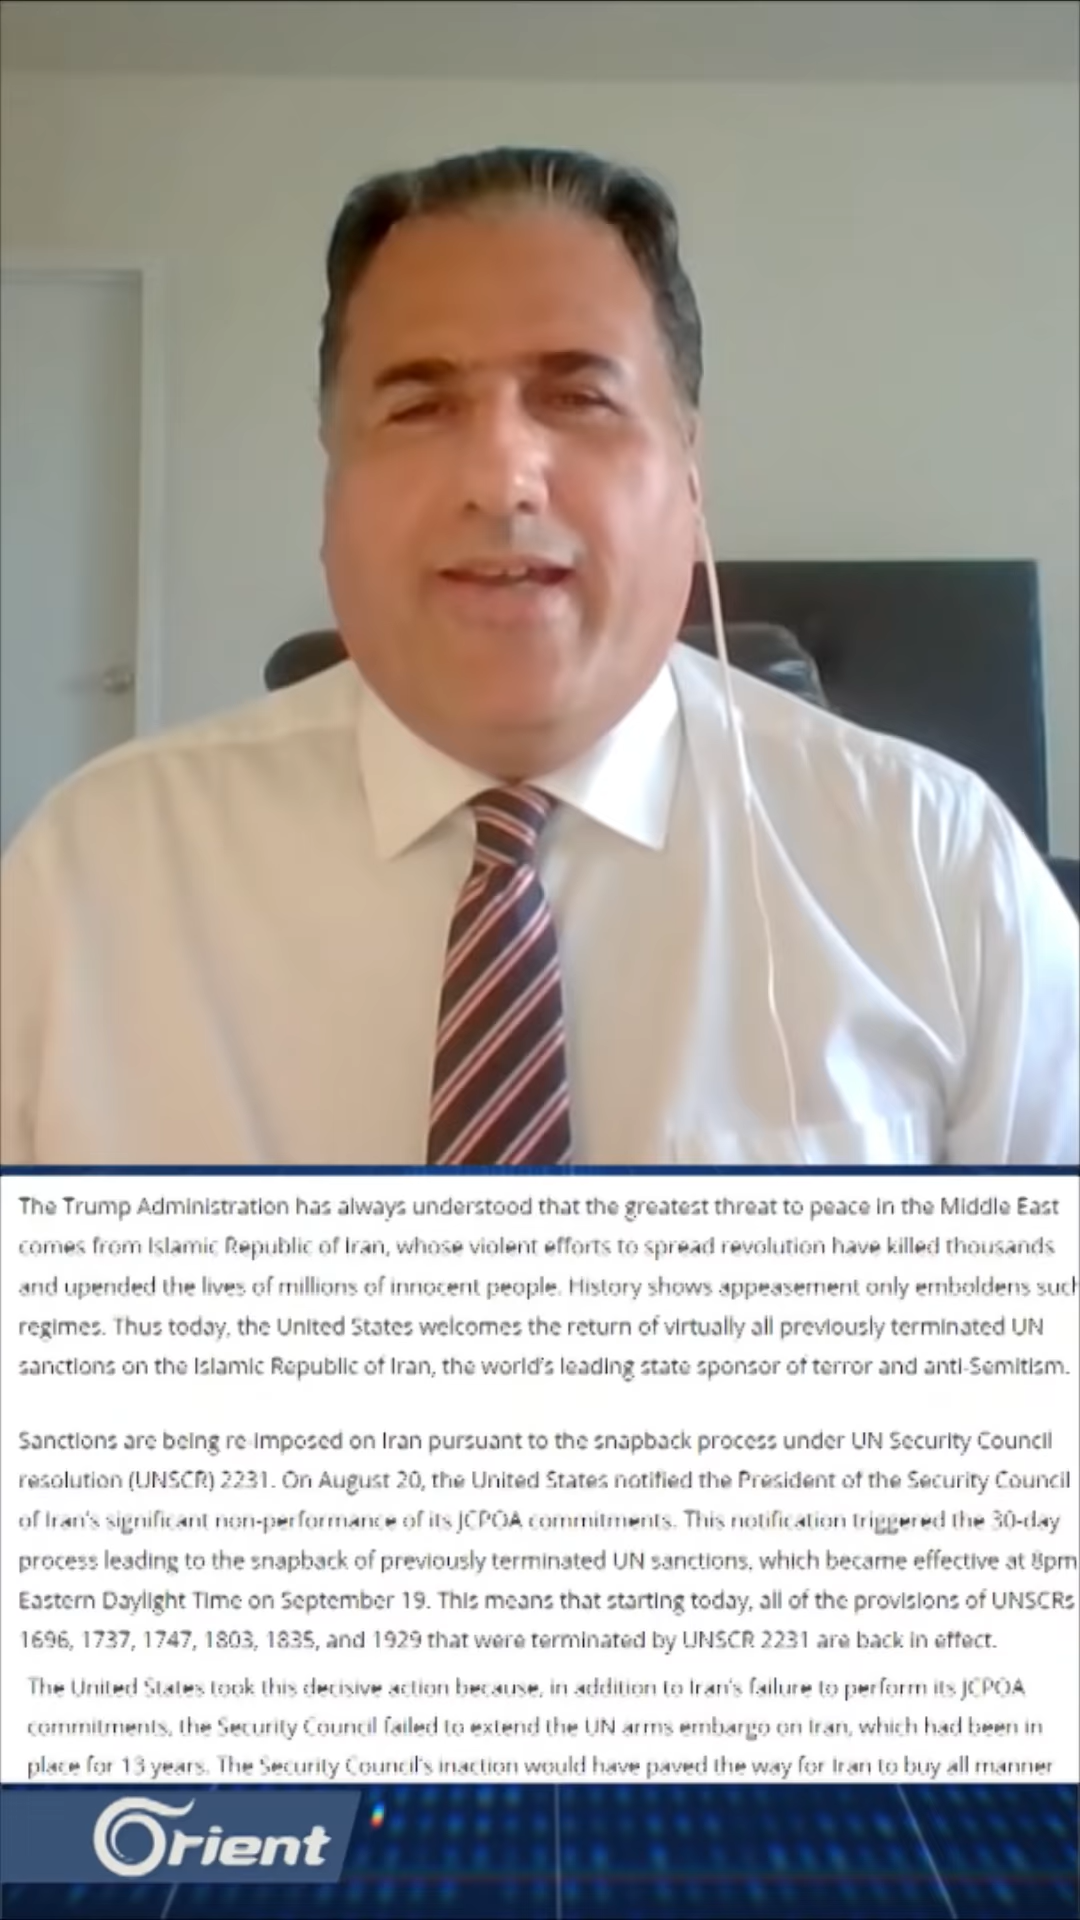 The Trump Administration has always understood that the greatest threat to peace in the Middle East
comes from Islamic Republic of Iran, whose violent efforts to spread revolution have killed thousands
and upended the lives of millions of innocent people. History shows appeasement only emboldens such
regimes. Thus today, the United States welcomes the return of virtually all previously terminated UN
sanctions on the Islamic Republic of Iran, the world's leading state sponsor of terror and anti-Semitism.
Sanctions are being re-imposed on Iran pursuant to the snapback process under UN Security Council
resolution (UNSCR) 2231. On August 20, the United States notified the President of the Security Council
of Iran's significant non-performance of its JCPOA commitments. This notification triggered the 30-day
process leading to the snapback of previously terminated UN sanctions, which became effective at 8pm
Eastern Daylight Time on September 19. This means that starting today, all of the provisions of UNSCRs
1696, 1737, 1747, 1803, 1835, and 1929 that were terminated by UNSCR 2231 are back in effect.
The United States took this decisive action because, in addition to Iran's failure to perform its JCPOA
commitments, the Security Council failed to extend the UN arms embargo on Iran, which had been in
place for 13 years. The Security Council's inaction would have paved the way for Iran to buy all manner
Orient